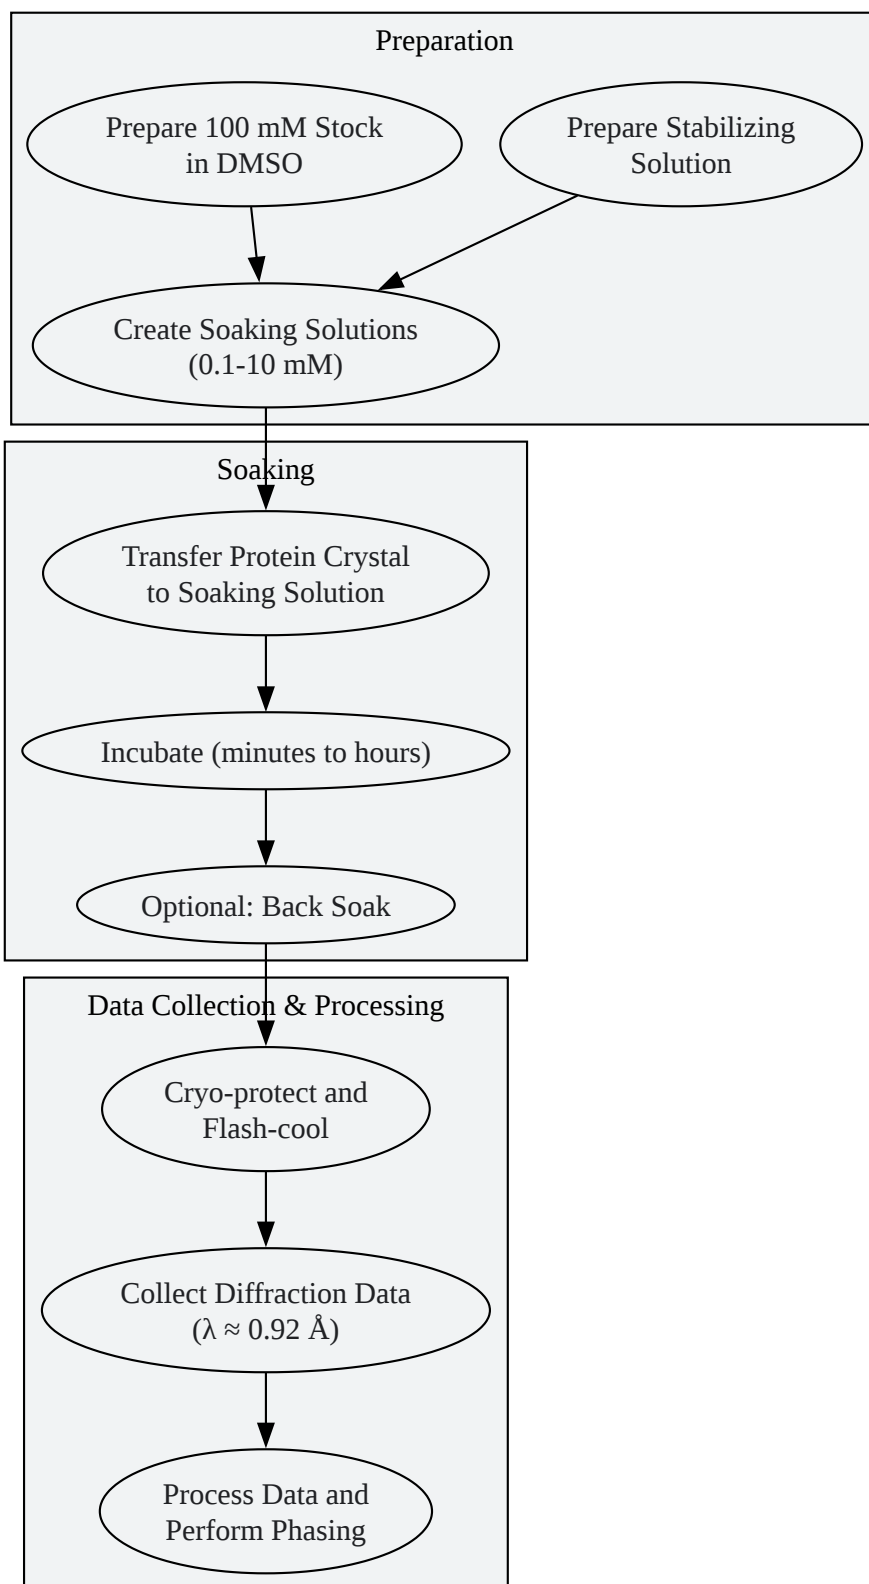 Preparation
Prepare 100 mM Stock
in DMSO
Prepare Stabilizing
Solution
Create Soaking Solutions
(0.1-10 mM)
Soaking
Transfer Protein Crystal
to Soaking Solution
Incubate (minutes to hours)
Optional: Back Soak
Data Collection & Processing
Cryo-protect and
Flash-cool
Collect Diffraction Data
(λ ≈ 0.92 Å)
Process Data and
Perform Phasing